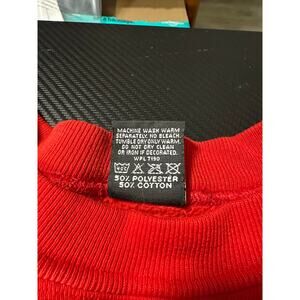 MACHINE WASH WARM
SEPARATELY. NO BLEACH.
TUMBLE DRY ONLY WARM.
DO NOT DRY CLEAN
OR IRON IF DECORATED.
WPL 7190
50% POLYESTER
50% COTTON